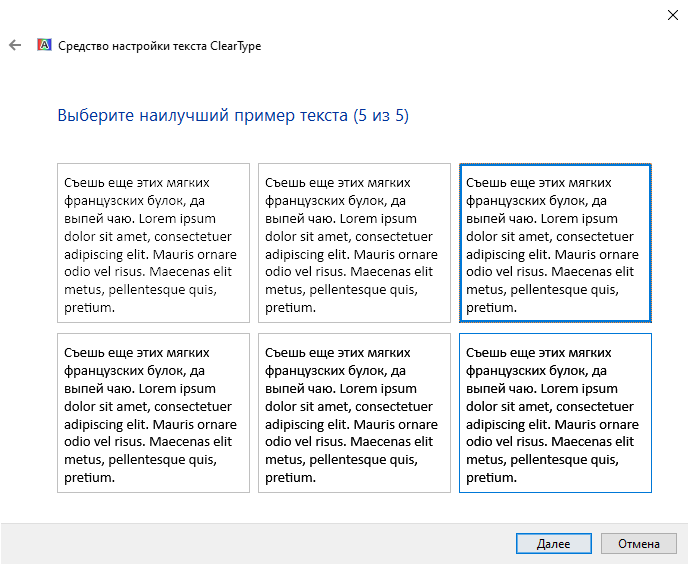 Средство настройки текста ClearType
Выберите наилучший пример текста (5 из 5)
Съешь еще этих мягких
французских булок, да
выпей чаю. Lorem ipsum
dolor sit amet, consectetuer
adipiscing elit. Mauris ornare
odio vel risus. Maecenas elit
metus, pellentesque quis,
pretium.
Съешь еще этих мягких
французских булок, да
выпей чаю. Lorem ipsum
dolor sit amet, consectetuer
adipiscing elit. Mauris ornare
odio vel risus. Maecenas elit
metus, pellentesque quis,
pretium.
Съешь еще этих мягких
французских булок, да
выпей чаю. Lorem ipsum
dolor sit amet, consectetuer
adipiscing elit. Mauris ornare
odio vel risus. Maecenas elit
metus, pellentesque quis,
pretium.
Съешь еще этих мягких
французских булок, да
выпей чаю. Lorem ipsum
dolor sit amet, consectetuer
adipiscing elit. Mauris ornare
odio vel risus. Maecenas elit
metus, pellentesque quis,
pretium.
Съешь еще этих мягких
французских булок, да
выпей чаю. Lorem ipsum
dolor sit amet, consectetuer
adipiscing elit. Mauris ornare
odio vel risus. Maecenas elit
metus, pellentesque quis,
pretium.
Съешь еще этих мягких
французских булок, да
выпей чаю. Lorem ipsum
dolor sit amet, consectetuer
adipiscing elit. Mauris ornare
odio vel risus. Maecenas elit
metus, pellentesque quis,
pretium.
Далее
Отмена